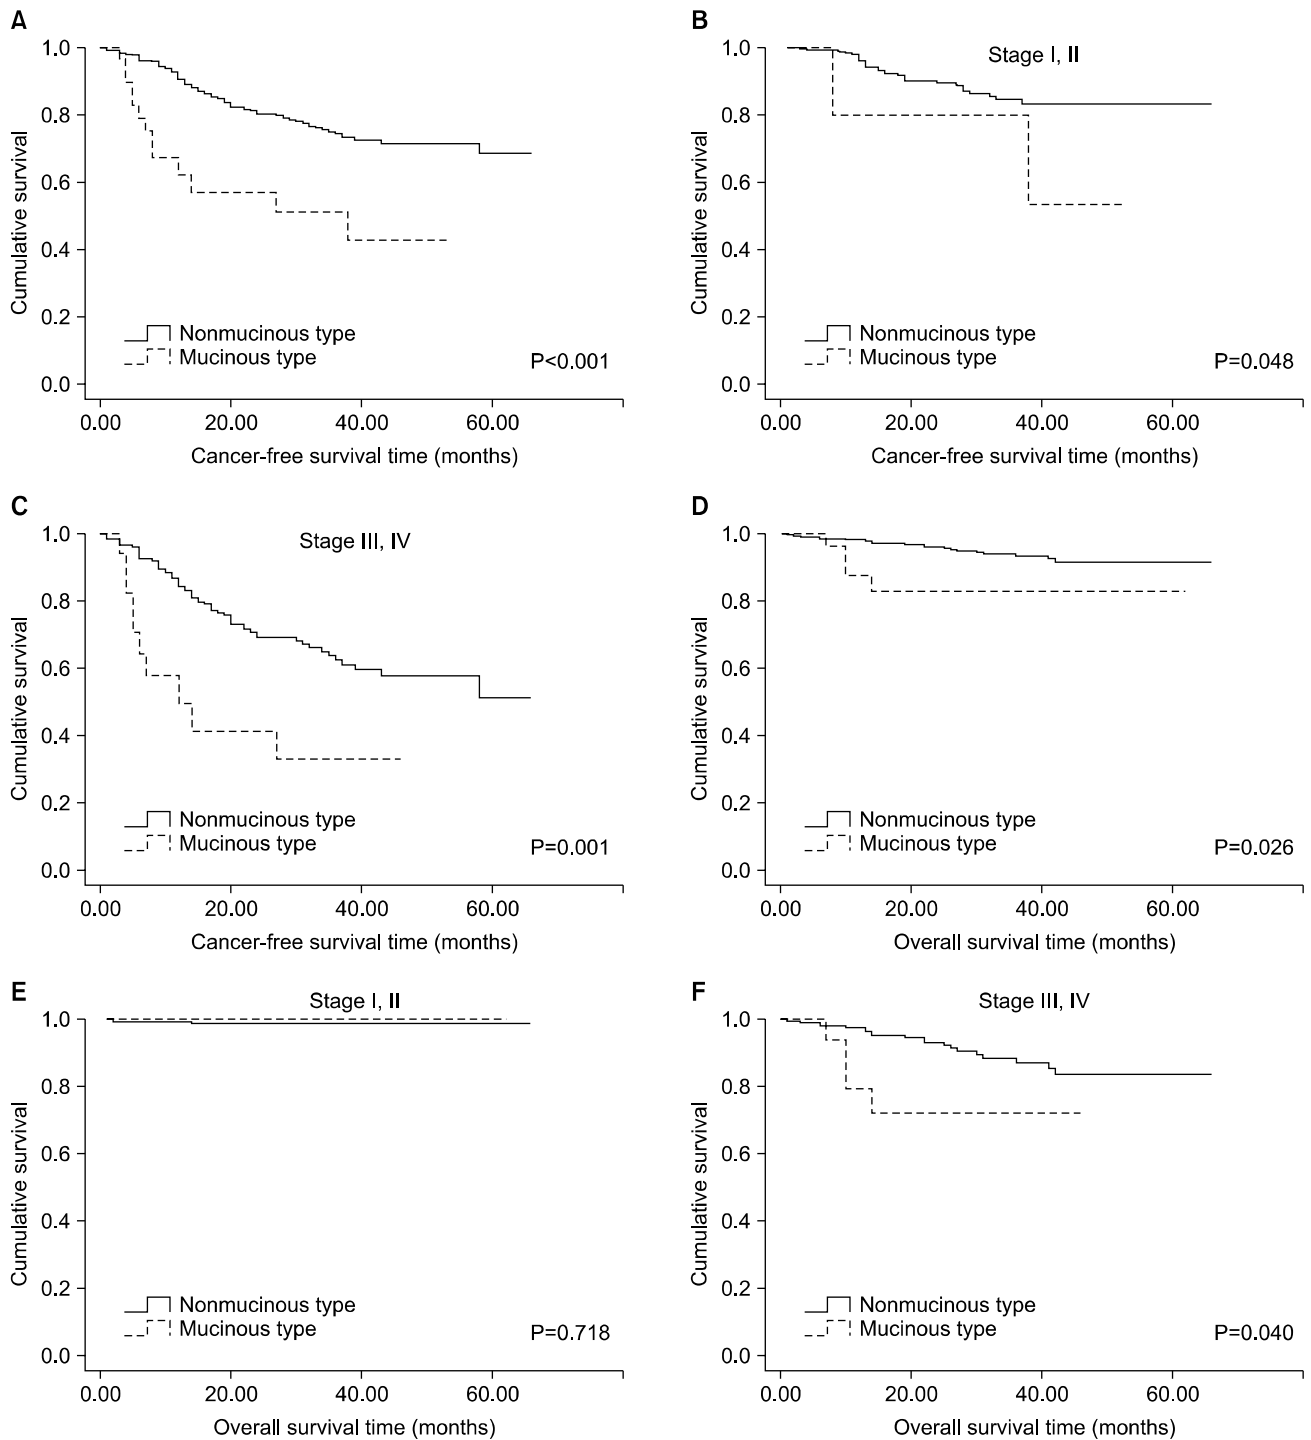 A
Cumulative survival
1.0
0.8
0.6
0.4
0.2
0.0
Nonmucinous type
Mucinous type
P<0.001
0.00 20.00 40.00 60.00
Cancer-free survival time (months)
B
Stage I, II
Cumulative survival
1.0
0.8
0.6
0.4
0.2
0.0
Nonmucinous type
Mucinous type
P=0.048
0.00 20.00 40.00 60.00
Cancer-free survival time (months)
C
Stage III, IV
Cumulative survival
1.0
0.8
0.6
0.4
0.2
0.0
Nonmucinous type
Mucinous type
P=0.001
0.00 20.00 40.00 60.00
Cancer-free survival time (months)
D
Cumulative survival
1.0
0.8
0.6
0.4
0.2
0.0
Nonmucinous type
Mucinous type
P=0.026
0.00 20.00 40.00 60.00
Overall survival time (months)
E
Stage I, II
Cumulative survival
1.0
0.8
0.6
0.4
0.2
0.0
Nonmucinous type
Mucinous type
P=0.718
0.00 20.00 40.00 60.00
Overall survival time (months)
F
Stage III, IV
Cumulative survival
1.0
0.8
0.6
0.4
0.2
0.0
Nonmucinous type
Mucinous type
P=0.040
0.00 20.00 40.00 60.00
Overall survival time (months)